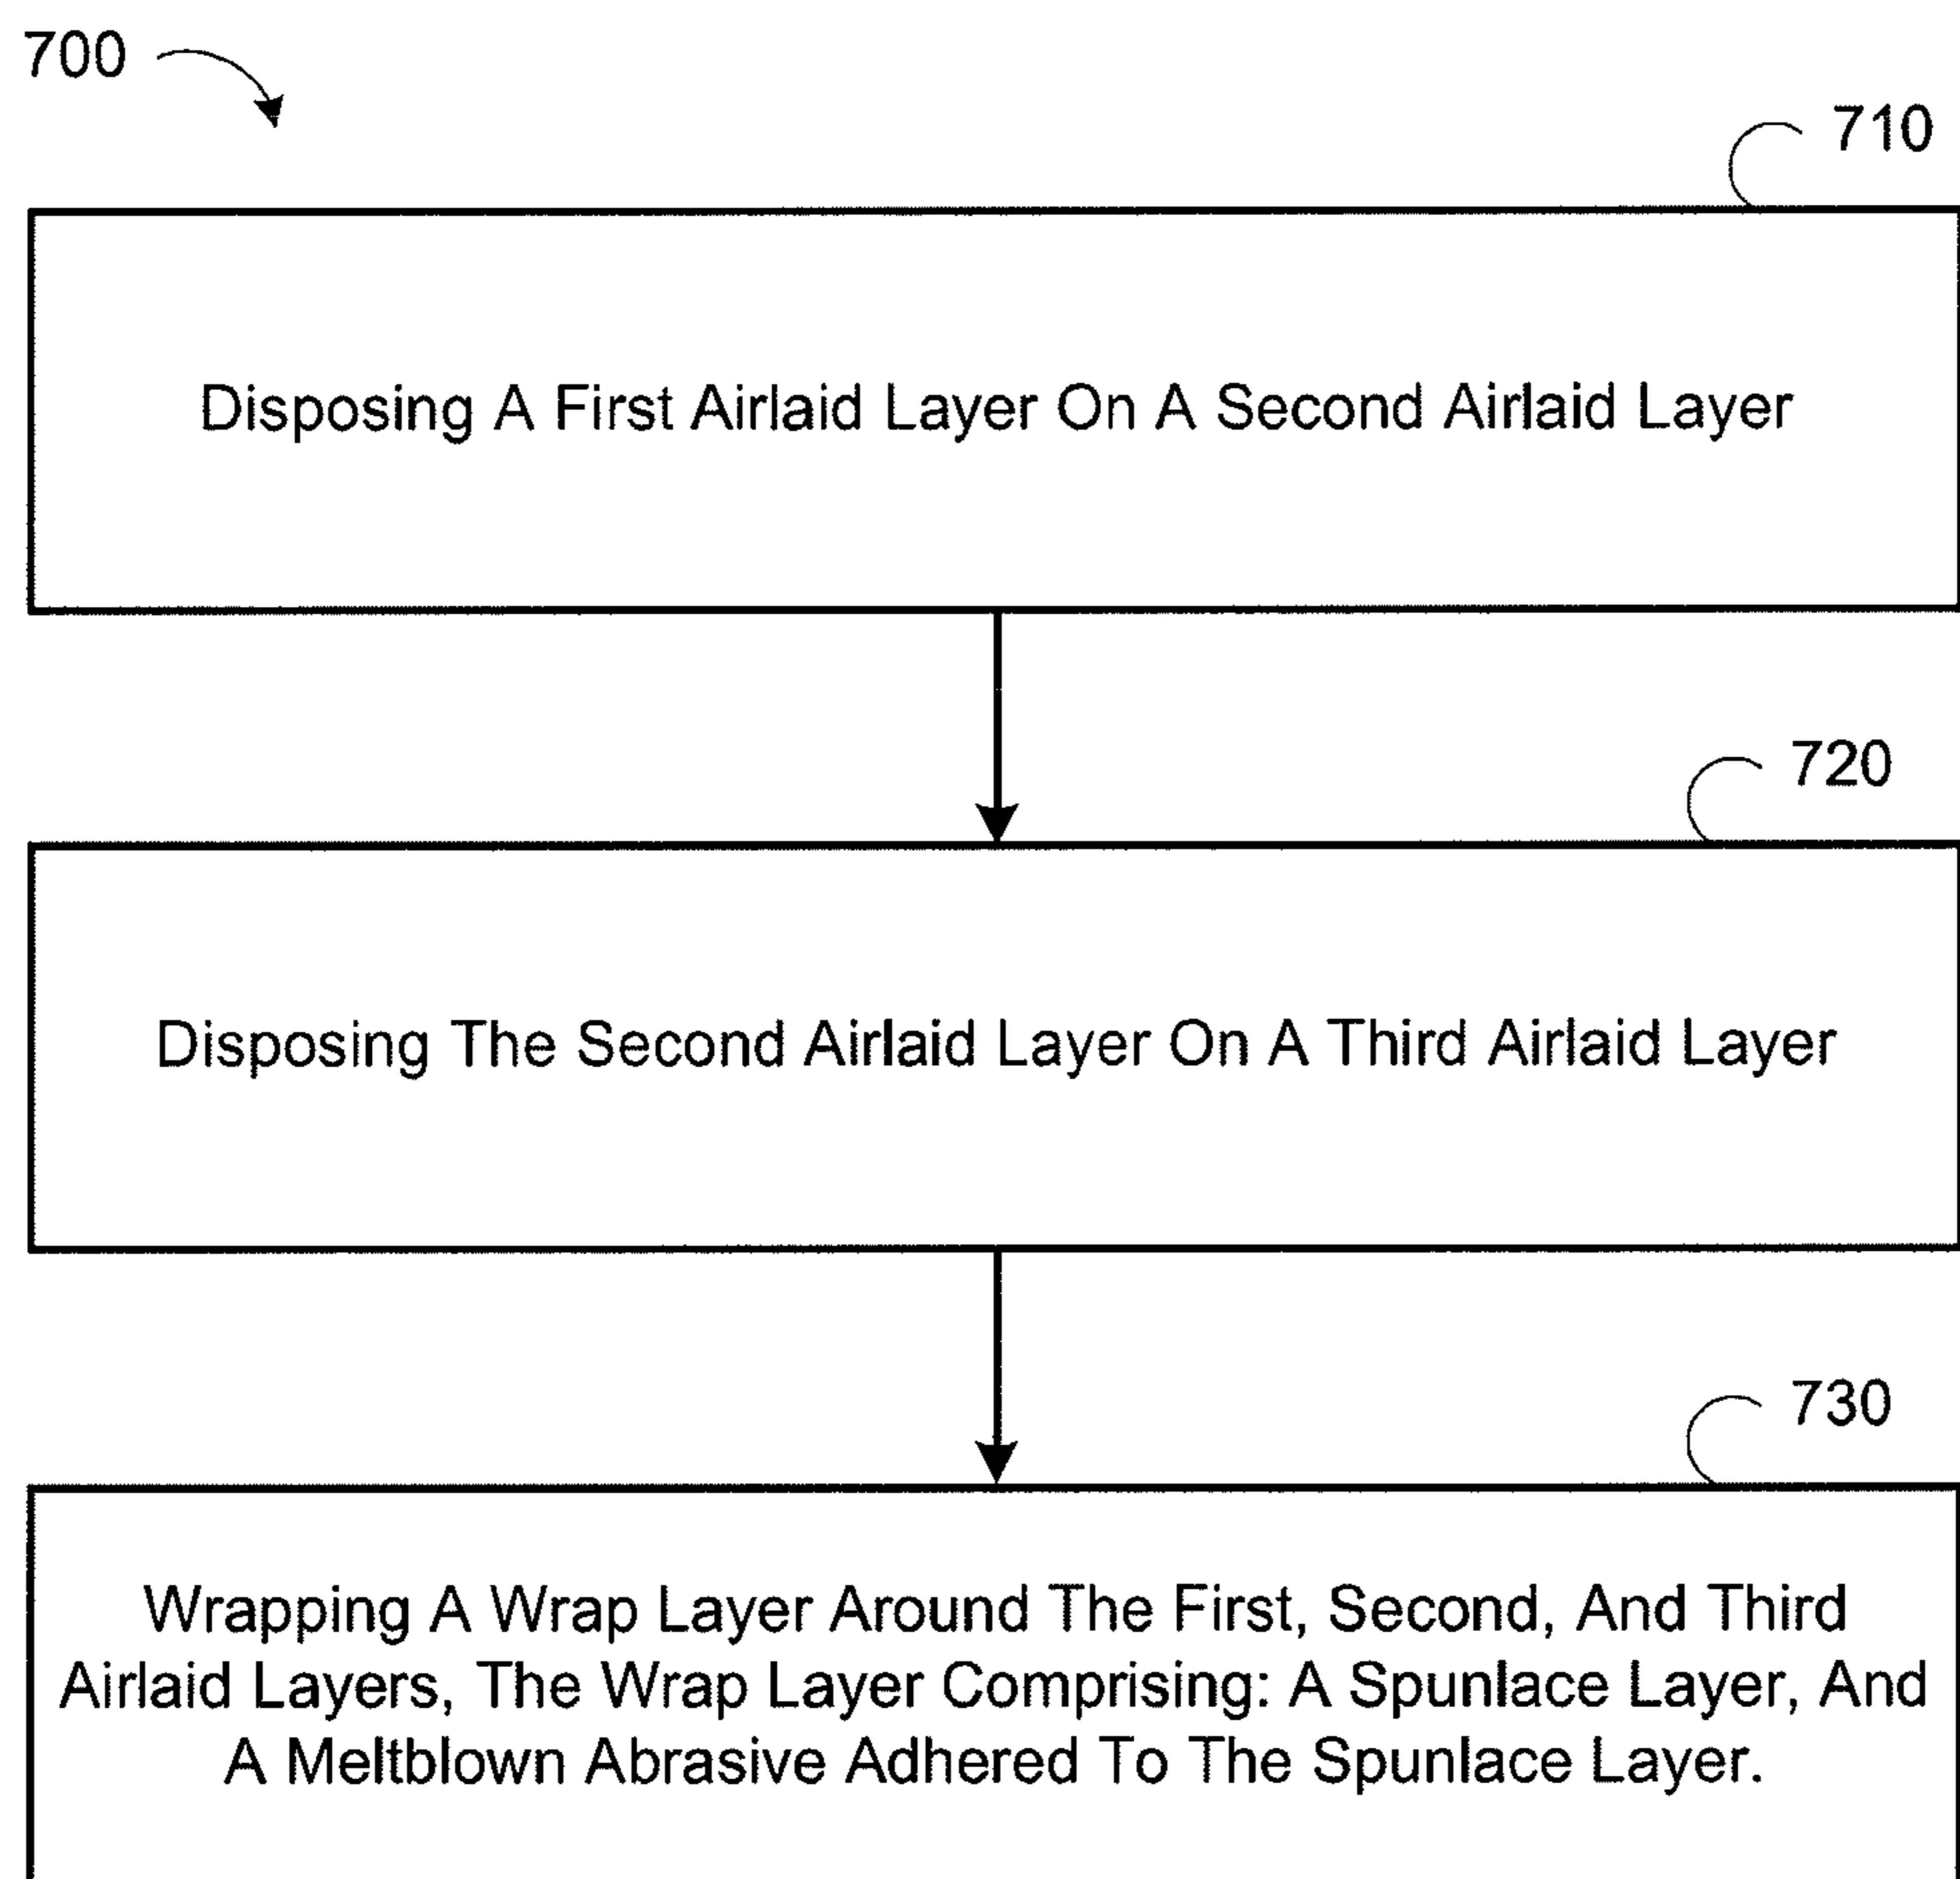 700
710
Disposing A First Airlaid Layer On A Second Airlaid Layer
720
Disposing The Second Airlaid Layer On A Third Airlaid Layer
730
Wrapping A Wrap Layer Around The First, Second, And Third
Airlaid Layers, The Wrap Layer Comprising: A Spunlace Layer, And
A Meltblown Abrasive Adhered To The Spunlace Layer.